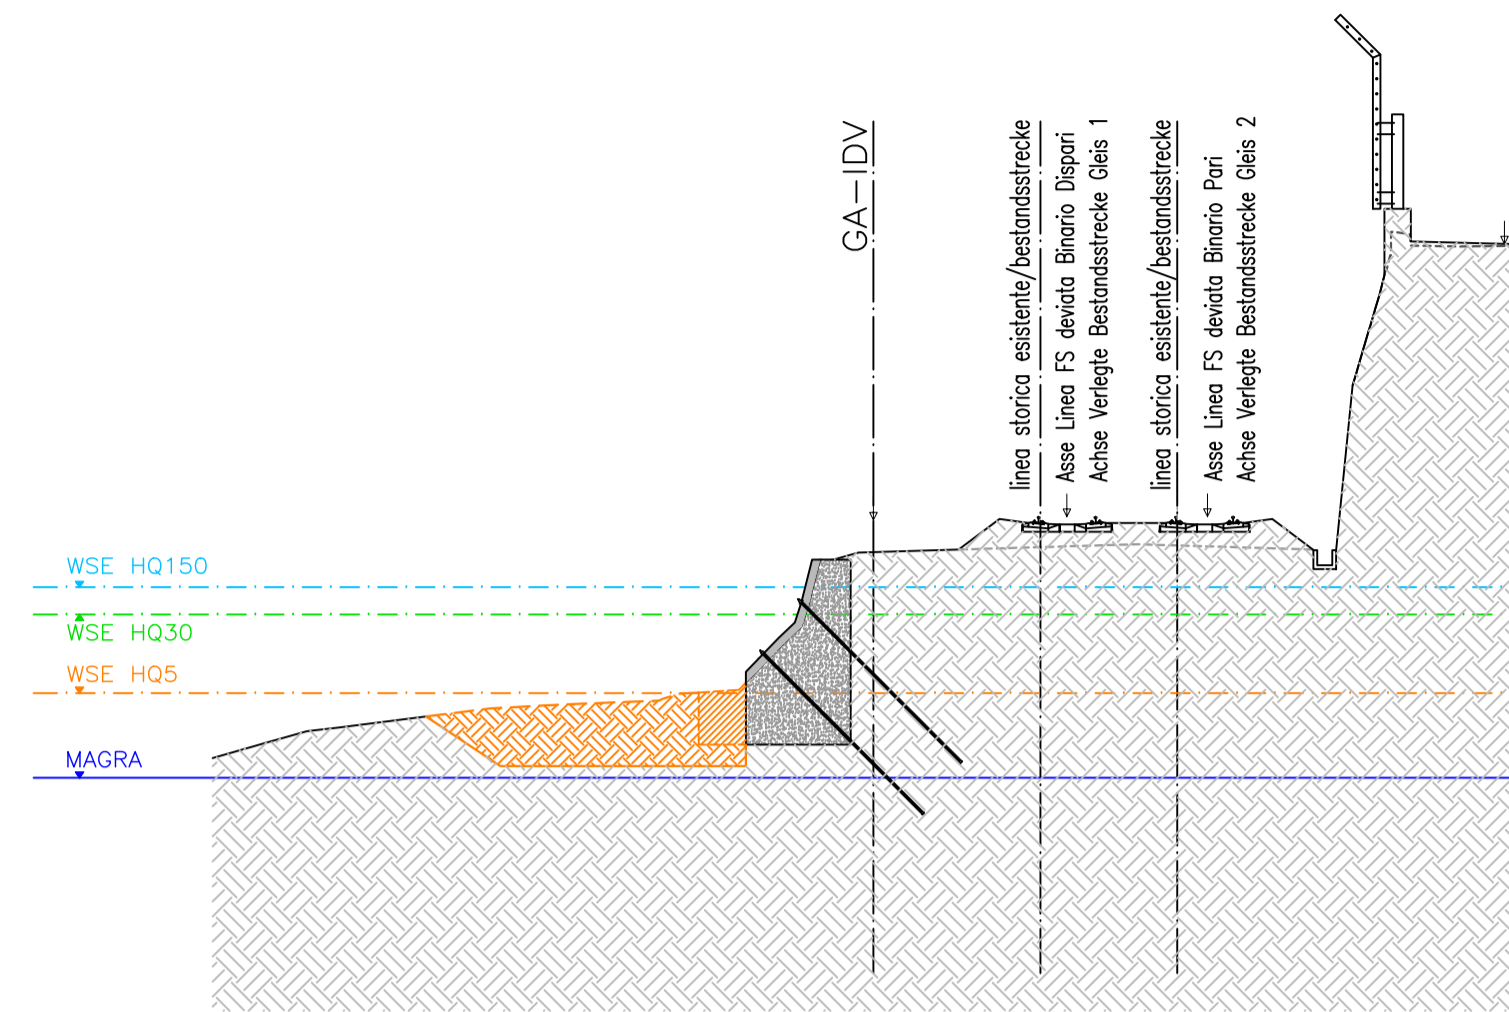 GA-IDV
linea storica esistente/bestandsstrecke
Asse Linea FS deviata Binario Dispari
Achse Verlegte Bestandsstrecke Gleis 1
linea storica esistente/bestandsstrecke
Asse Linea FS deviata Binario Pari
Achse Verlegte Bestandsstrecke Gleis 2
WSE HQ150
WSE HQ30
WSE HQ5
MAGRA